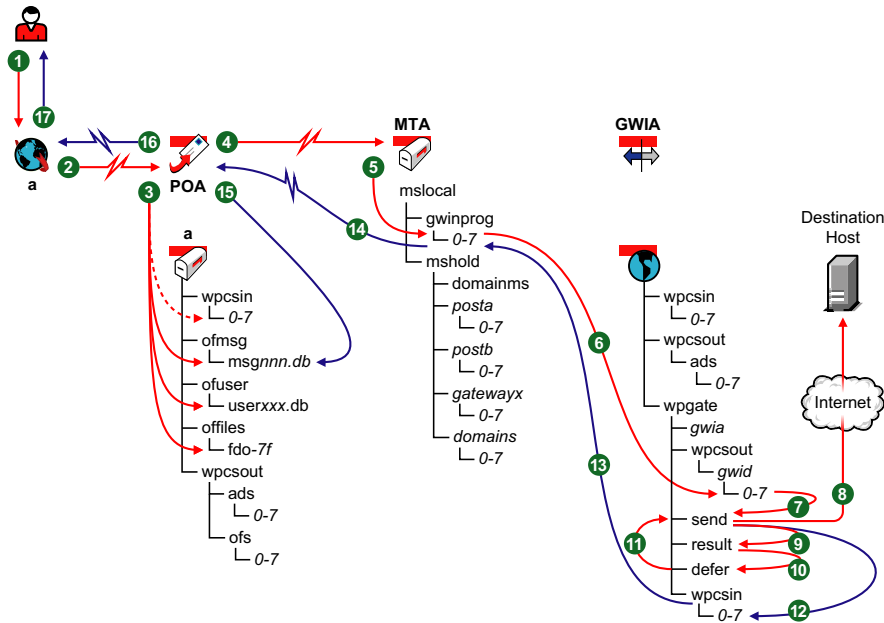 1
17
16
4
MTA
GWIA
2
a
POA
3
15
5
mslocal
gwinprog
0-7
14
mshold
domainms
posta
0-7
postb
0-7
gatewayx
0-7
domains
0-7
a
wpcsin
0-7
ofmsg
msgnnn.db
ofuser
userxxx.db
offiles
fdo-7f
wpcsout
ads
0-7
ofs
0-7
6
13
wpcsin
0-7
wpcsout
ads
0-7
wpgate
gwia
wpcsout
gwid
0-7
7
send
8
result
9
11
defer
10
wpcsin
0-7
12
Destination
Host
Internet